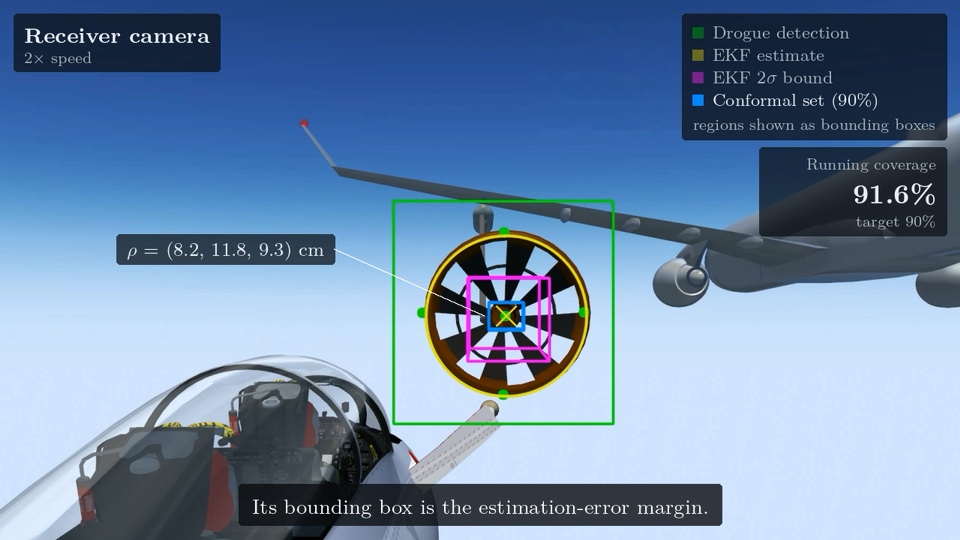 Receiver camera
2× speed
Drogue detection
EKF estimate
EKF 2σ bound
Conformal set (90%)
regions shown as bounding boxes
Running coverage
91.6%
target 90%
ρ = (8.2, 11.8, 9.3) cm
Its bounding box is the estimation-error margin.